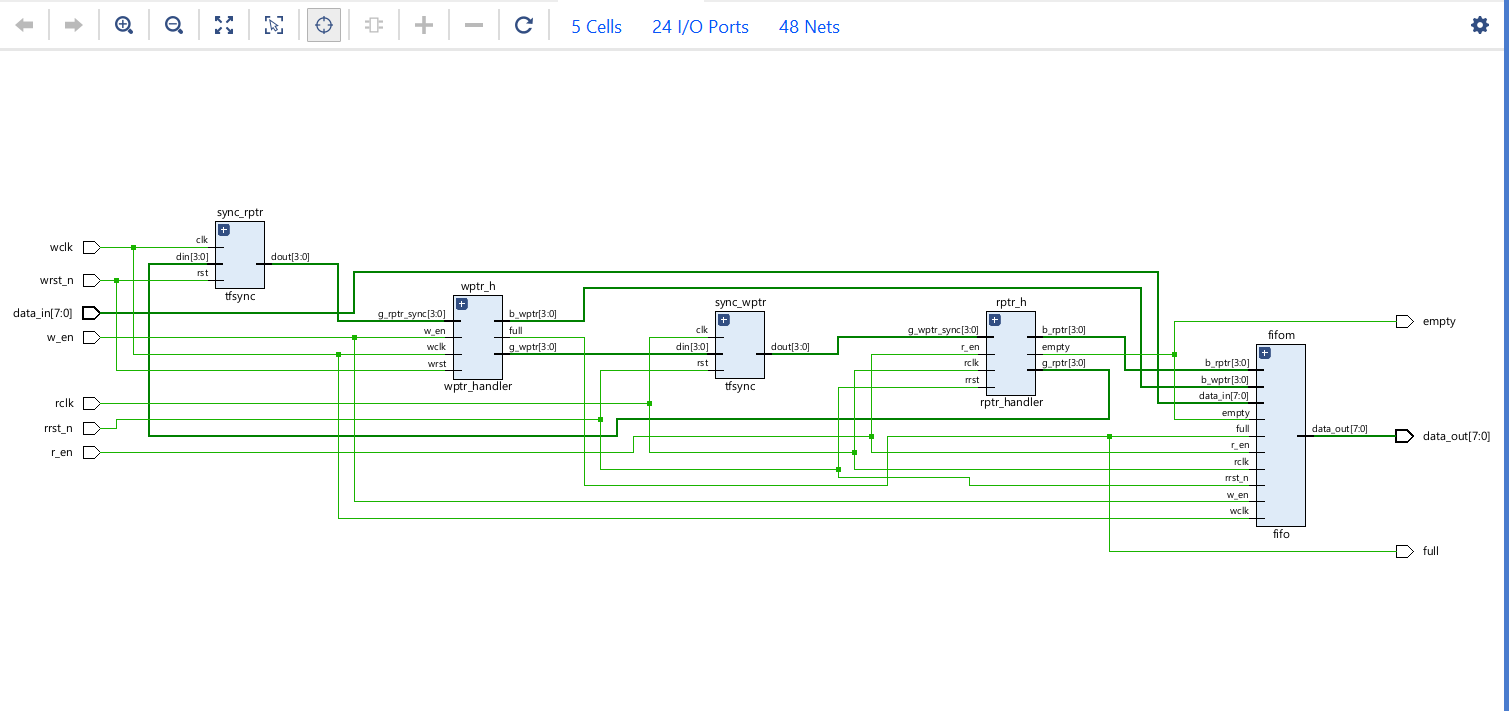 5 Cells 24 I/O Ports 48 Nets
sync_rptr
wclk
clk
din[3:0]
dout[3:0]
rst
tfsync
wrst_n
data_in[7:0]
w_en
wptr_h
g_rptr_sync[3:0]
b_wptr[3:0]
w_en
full
wclk
g_wptr[3:0]
wrst
wptr_handler
sync_wptr
clk
din[3:0]
dout[3:0]
rst
tfsync
rptr_h
g_wptr_sync[3:0]
b_rptr[3:0]
r_en
empty
rclk
g_rptr[3:0]
rrst
rptr_handler
rclk
rrst_n
r_en
fifom
b_rptr[3:0]
b_wptr[3:0]
data_in[7:0]
empty
full
data_out[7:0]
r_en
rclk
rrst_n
w_en
wclk
fifo
empty
data_out[7:0]
full